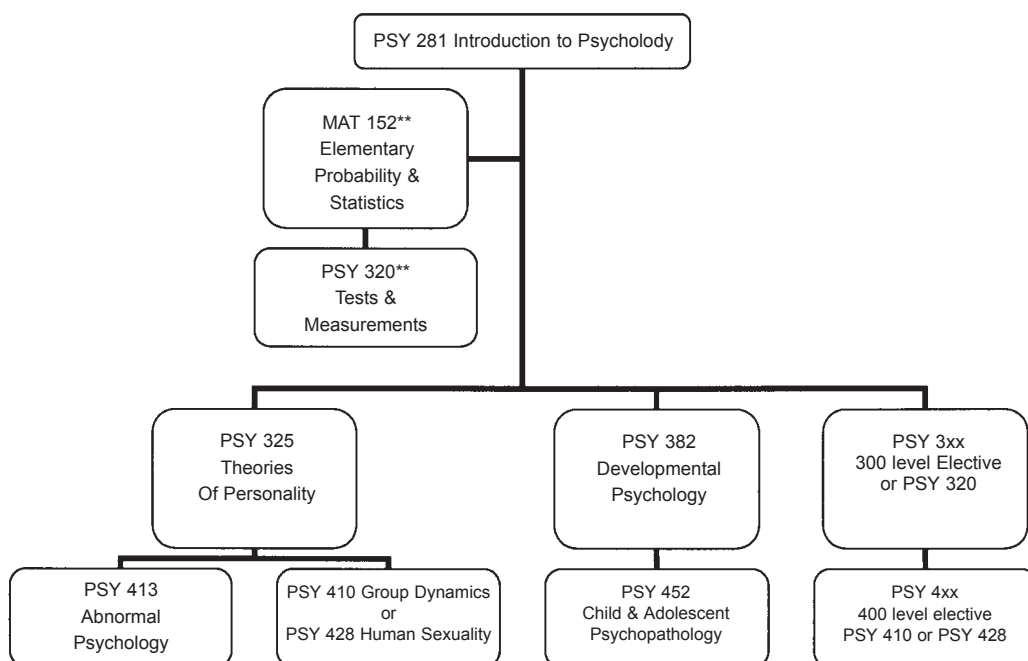 PSY 281 Introduction to Psycholody
MAT 152**
Elementary
Probability &
Statistics
PSY 320**
Tests &
Measurements
PSY 325
Theories
Of Personality
PSY 382
Developmental
Psychology
PSY 3xx
300 level Elective
or PSY 320
PSY 413
Abnormal
Psychology
PSY 410 Group Dynamics
or
PSY 428 Human Sexuality
PSY 452
Child & Adolescent
Psychopathology
PSY 4xx
400 level elective
PSY 410 or PSY 428